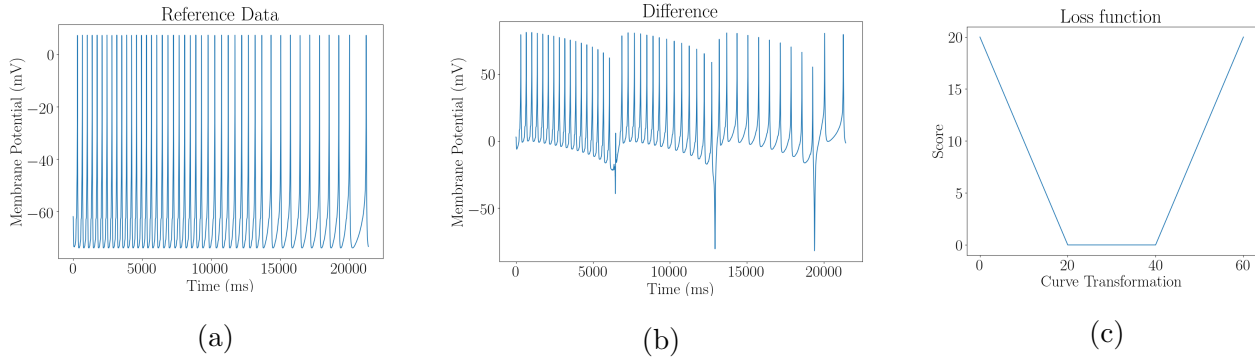 Reference Data
Membrane Potential (mV)
0
−20
−40
−60
0
5000
10000
15000
20000
Time (ms)
(a)
Difference
Membrane Potential (mV)
50
0
−50
0
5000
10000
15000
20000
Time (ms)
(b)
Loss function
Score
20
15
10
5
0
0
20
40
60
Curve Transformation
(c)